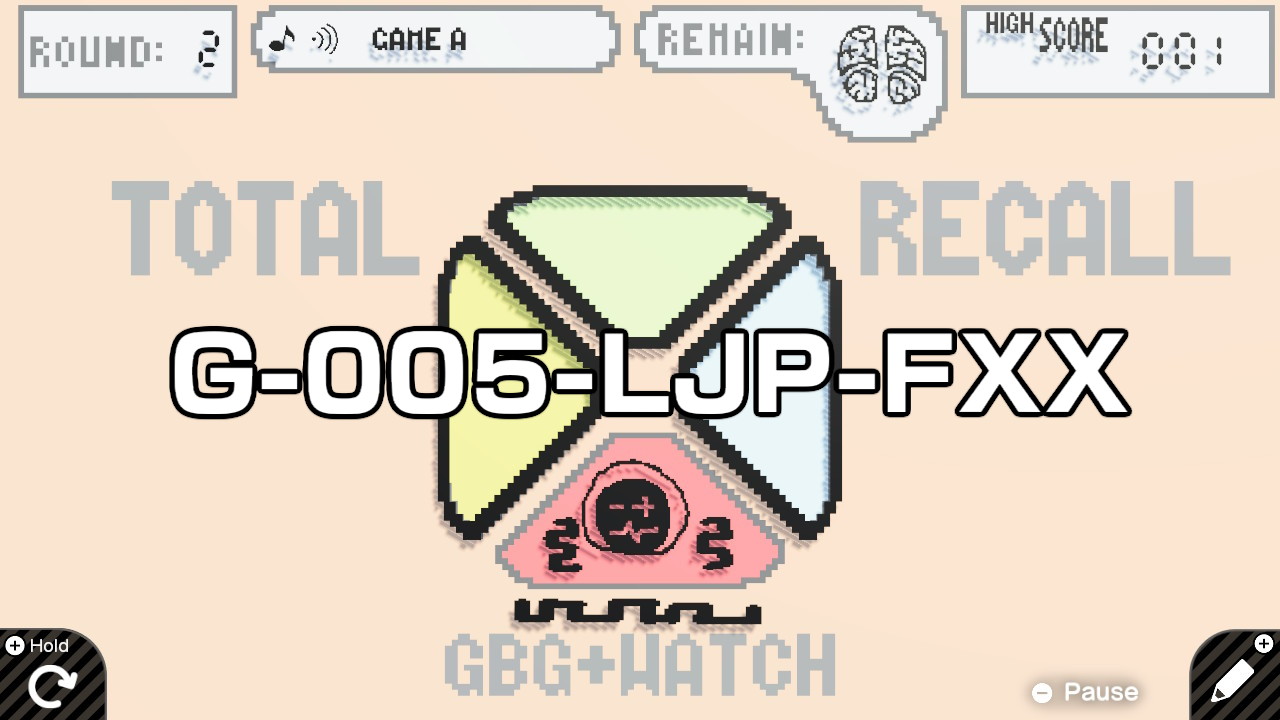 ROUND: 2
GAME A
REMAIN:
HIGH SCORE 001
TOTAL RECALL
G-005-LJP-FXX
GBG+WATCH
Hold
Pause